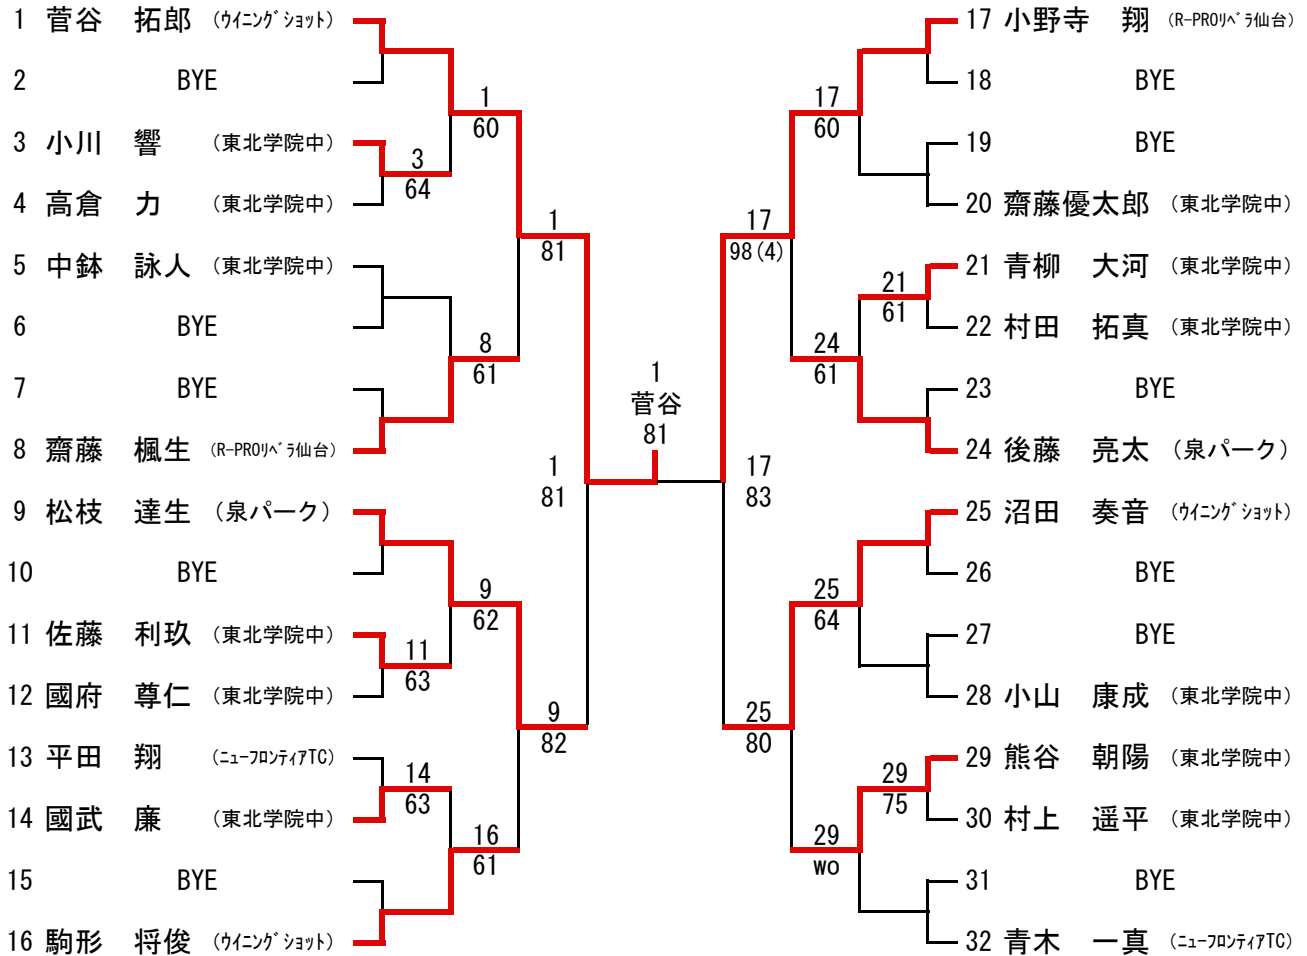 1 菅谷 拓郎 (ウイニングショット)
2 BYE
3 小川 響 (東北学院中)
4 高倉 力 (東北学院中)
5 中鉢 詠人 (東北学院中)
6 BYE
7 BYE
8 齋藤 楓生 (R-PROリベラ仙台)
9 松枝 達生 (泉パーク)
10 BYE
11 佐藤 利玖 (東北学院中)
12 國府 尊仁 (東北学院中)
13 平田 翔 (ニューフロンティアTC)
14 國武 廉 (東北学院中)
15 BYE
16 駒形 将俊 (ウイニングショット)
1
60
3
64
8
61
9
62
11
63
14
63
16
61
1
81
9
82
1
81
1
菅谷
81
17
83
17
98(4)
25
80
17
60
21
61
24
61
25
64
29
75
29
wo
17 小野寺 翔 (R-PROリベラ仙台)
18 BYE
19 BYE
20 齋藤優太郎 (東北学院中)
21 青柳 大河 (東北学院中)
22 村田 拓真 (東北学院中)
23 BYE
24 後藤 亮太 (泉パーク)
25 沼田 奏音 (ウイニングショット)
26 BYE
27 BYE
28 小山 康成 (東北学院中)
29 熊谷 朝陽 (東北学院中)
30 村上 遥平 (東北学院中)
31 BYE
32 青木 一真 (ニューフロンティアTC)